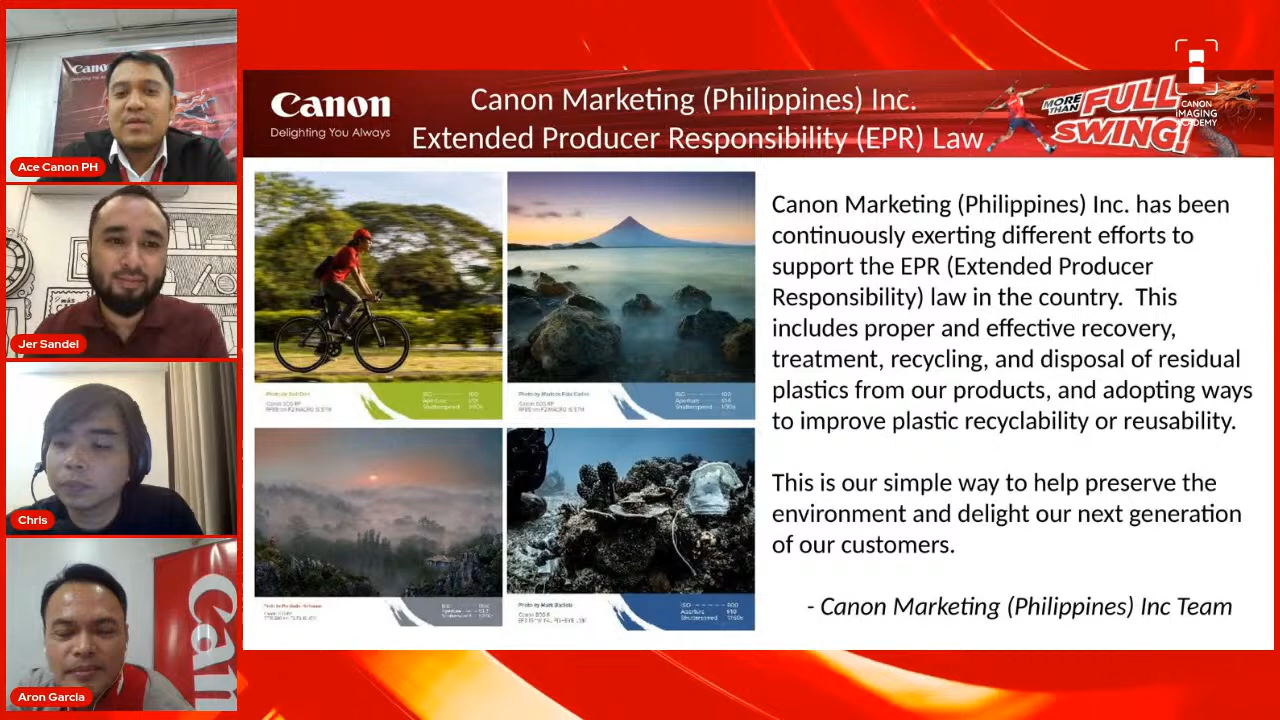 Canon
Ace Canon PH
Jer Sandel
Chris
Aron Garcia
Canon
Delighting You Always
Canon Marketing (Philippines) Inc.
Extended Producer Responsibility (EPR) Law
MORE THAN
FULL
SWING!
CANON
IMAGING
ACADEMY
Canon Marketing (Philippines) Inc. has been
continuously exerting different efforts to
support the EPR (Extended Producer
Responsibility) law in the country. This
includes proper and effective recovery,
treatment, recycling, and disposal of residual
plastics from our products, and adopting ways
to improve plastic recyclability or reusability.
This is our simple way to help preserve the
environment and delight our next generation
of our customers.
- Canon Marketing (Philippines) Inc Team